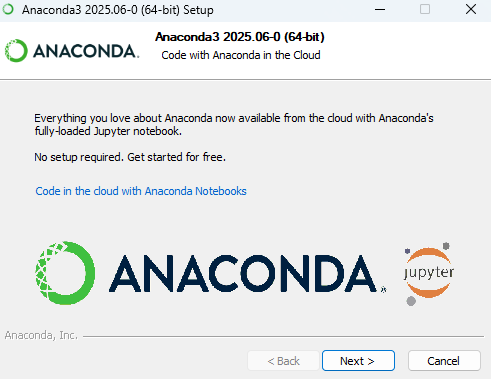 Anaconda3 2025.06-0 (64-bit) Setup
ANACONDA.
Anaconda3 2025.06-0 (64-bit)
Code with Anaconda in the Cloud
Everything you love about Anaconda now available from the cloud with Anaconda's
fully-loaded Jupyter notebook.
No setup required. Get started for free.
Code in the cloud with Anaconda Notebooks
ANACONDA.®
jupyter
Anaconda, Inc.
< Back
Next >
Cancel